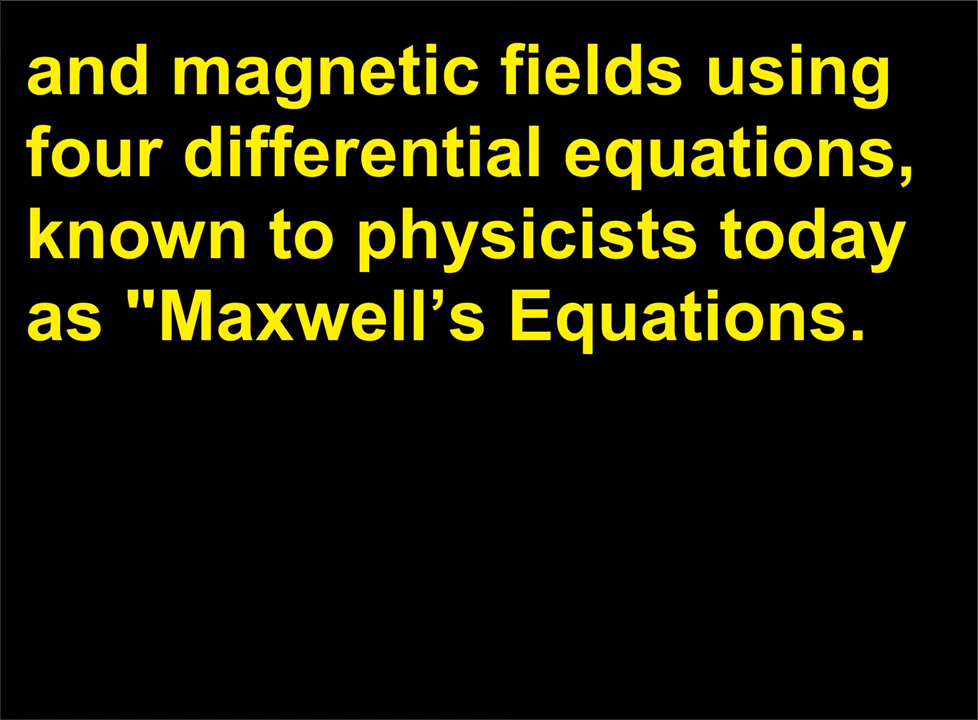 and magnetic fields using
four differential equations,
known to physicists today
as "Maxwell’s Equations.